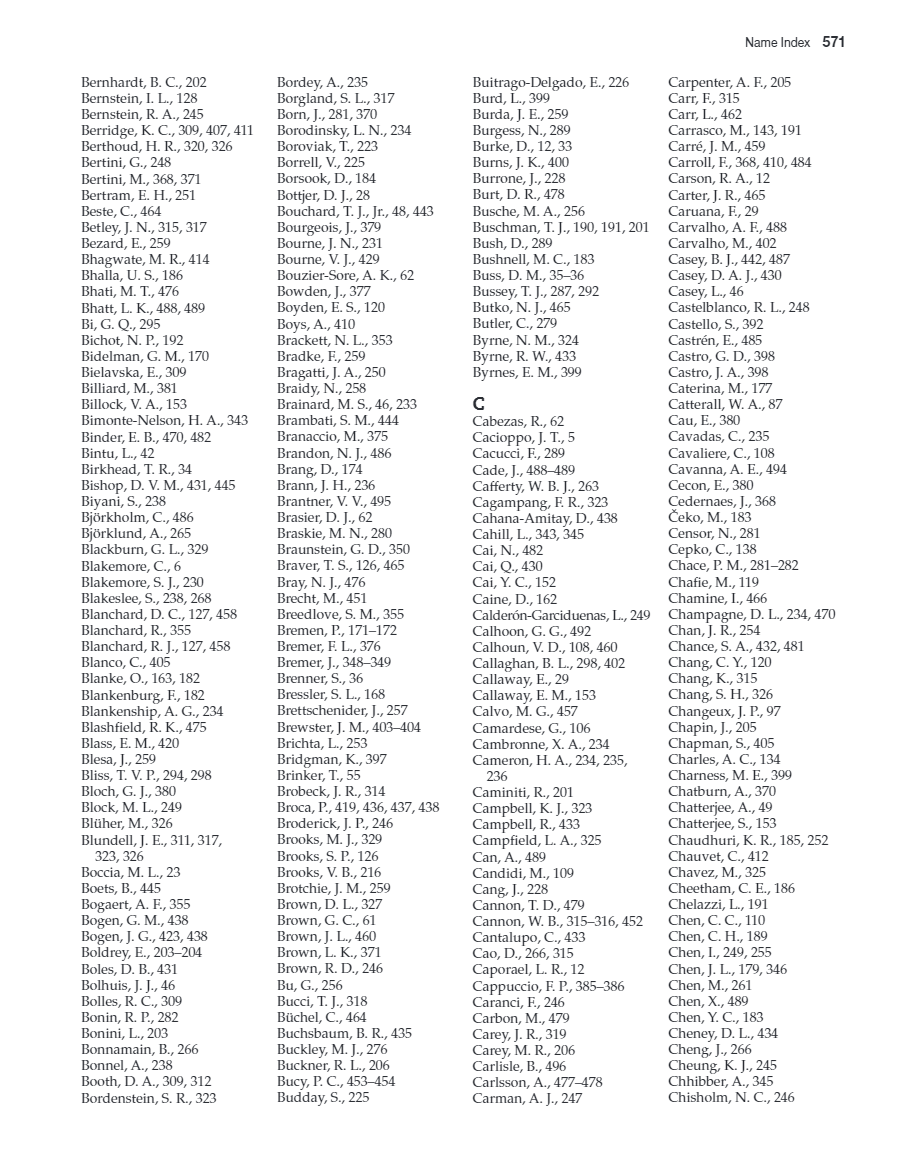 Name Index 571
Bernhardt, B. C., 202
Bernstein, I. L., 128
Bernstein, R. A., 245
Berridge, K. C., 309, 407, 411
Berthoud, H. R., 320, 326
Bertini, G., 248
Bertini, M., 368, 371
Bertram, E. H., 251
Beste, C., 464
Betley, J. N., 315, 317
Bezard, E., 259
Bhagwate, M. R., 414
Bhalla, U. S., 186
Bhati, M. T., 476
Bhatt, L. K., 488, 489
Bi, G. Q., 295
Bichot, N. P., 192
Bidelman, G. M., 170
Bielavska, E., 309
Billiard, M., 381
Billock, V. A., 153
Bimonte-Nelson, H. A., 343
Binder, E. B., 470, 482
Bintu, L., 42
Birkhead, T. R., 34
Bishop, D. V. M., 431, 445
Biyani, S., 238
Björkholm, C., 486
Björklund, A., 265
Blackburn, G. L., 329
Blakemore, C., 6
Blakemore, S. J., 230
Blakeslee, S., 238, 268
Blanchard, D. C., 127, 458
Blanchard, R., 355
Blanchard, R. J., 127, 458
Blanco, C., 405
Blanke, O., 163, 182
Blankenburg, F., 182
Blankenship, A. G., 234
Blashfield, R. K., 475
Blass, E. M., 420
Blesa, J., 259
Bliss, T. V. P., 294, 298
Bloch, G. J., 380
Block, M. L., 249
Blüher, M., 326
Blundell, J. E., 311, 317,
323, 326
Boccia, M. L., 23
Boets, B., 445
Bogaert, A. F., 355
Bogen, G. M., 438
Bogen, J. G., 423, 438
Boldrey, E., 203–204
Boles, D. B., 431
Bolhuis, J. J., 46
Bolles, R. C., 309
Bonin, R. P., 282
Bonini, L., 203
Bonnamain, B., 266
Bonnel, A., 238
Booth, D. A., 309, 312
Bordenstein, S. R., 323
Bordey, A., 235
Borgland, S. L., 317
Born, J., 281, 370
Borodinsky, L. N., 234
Boroviak, T., 223
Borrell, V., 225
Borsook, D., 184
Bottjer, D. J., 28
Bouchard, T. J., Jr., 48, 443
Bourgeois, J., 379
Bourne, J. N., 231
Bourne, V. J., 429
Bouzier-Sore, A. K., 62
Bowden, J., 377
Boyden, E. S., 120
Boys, A., 410
Brackett, N. L., 353
Bradke, F., 259
Bragatti, J. A., 250
Braidy, N., 258
Brainard, M. S., 46, 233
Brambati, S. M., 444
Branaccio, M., 375
Brandon, N. J., 486
Brang, D., 174
Brann, J. H., 236
Brantner, V. V., 495
Brasier, D. J., 62
Braskie, M. N., 280
Braunstein, G. D., 350
Braver, T. S., 126, 465
Bray, N. J., 476
Brecht, M., 451
Breedlove, S. M., 355
Bremen, P., 171–172
Bremer, F. L., 376
Bremer, J., 348–349
Brenner, S., 36
Bressler, S. L., 168
Brettschenider, J., 257
Brewster, J. M., 403–404
Brichta, L., 253
Bridgman, K., 397
Brinker, T., 55
Brobeck, J. R., 314
Broca, P., 419, 436, 437, 438
Broderick, J. P., 246
Brooks, M. J., 329
Brooks, S. P., 126
Brooks, V. B., 216
Brotchie, J. M., 259
Brown, D. L., 327
Brown, G. C., 61
Brown, J. L., 460
Brown, L. K., 371
Brown, R. D., 246
Bu, G., 256
Bucci, T. J., 318
Büchel, C., 464
Buchsbaum, B. R., 435
Buckley, M. J., 276
Buckner, R. L., 206
Bucy, P. C., 453–454
Budday, S., 225
Buitrago-Delgado, E., 226
Burd, L., 399
Burda, J. E., 259
Burgess, N., 289
Burke, D., 12, 33
Burns, J. K., 400
Burrone, J., 228
Burt, D. R., 478
Busche, M. A., 256
Buschman, T. J., 190, 191, 201
Bush, D., 289
Bushnell, M. C., 183
Buss, D. M., 35–36
Bussey, T. J., 287, 292
Butko, N. J., 465
Butler, C., 279
Byrne, N. M., 324
Byrne, R. W., 433
Byrnes, E. M., 399
C
Cabezas, R., 62
Cacioppo, J. T., 5
Cacucci, F., 289
Cade, J., 488–489
Cafferty, W. B. J., 263
Cagampang, F. R., 323
Cahana-Amitay, D., 438
Cahill, L., 343, 345
Cai, N., 482
Cai, Q., 430
Cai, Y. C., 152
Caine, D., 162
Calderón-Garciduenas, L., 249
Calhoon, G. G., 492
Calhoun, V. D., 108, 460
Callaghan, B. L., 298, 402
Callaway, E., 29
Callaway, E. M., 153
Calvo, M. G., 457
Camardese, G., 106
Cambronne, X. A., 234
Cameron, H. A., 234, 235,
236
Caminiti, R., 201
Campbell, K. J., 323
Campbell, R., 433
Campfield, L. A., 325
Can, A., 489
Candidi, M., 109
Cang, J., 228
Cannon, T. D., 479
Cannon, W. B., 315–316, 452
Cantalupo, C., 433
Cao, D., 266, 315
Caporael, L. R., 12
Cappuccio, F. P., 385–386
Caranci, F., 246
Carbon, M., 479
Carey, J. R., 319
Carey, M. R., 206
Carlisle, B., 496
Carlsson, A., 477–478
Carman, A. J., 247
Carpenter, A. F., 205
Carr, F., 315
Carr, L., 462
Carrasco, M., 143, 191
Carré, J. M., 459
Carroll, F., 368, 410, 484
Carson, R. A., 12
Carter, J. R., 465
Caruana, F., 29
Carvalho, A. F., 488
Carvalho, M., 402
Casey, B. J., 442, 487
Casey, D. A. J., 430
Casey, L., 46
Castelblanco, R. L., 248
Castello, S., 392
Castrén, E., 485
Castro, G. D., 398
Castro, J. A., 398
Caterina, M., 177
Catterall, W. A., 87
Cau, E., 380
Cavadas, C., 235
Cavaliere, C., 108
Cavanna, A. E., 494
Cecon, E., 380
Cedernaes, J., 368
Čeko, M., 183
Censor, N., 281
Cepko, C., 138
Chace, P. M., 281–282
Chafie, M., 119
Chamine, I., 466
Champagne, D. L., 234, 470
Chan, J. R., 254
Chance, S. A., 432, 481
Chang, C. Y., 120
Chang, K., 315
Chang, S. H., 326
Changeux, J. P., 97
Chapin, J., 205
Chapman, S., 405
Charles, A. C., 134
Charness, M. E., 399
Chatburn, A., 370
Chatterjee, A., 49
Chatterjee, S., 153
Chaudhuri, K. R., 185, 252
Chauvet, C., 412
Chavez, M., 325
Cheetham, C. E., 186
Chelazzi, L., 191
Chen, C. C., 110
Chen, C. H., 189
Chen, I., 249, 255
Chen, J. L., 179, 346
Chen, M., 261
Chen, X., 489
Chen, Y. C., 183
Cheney, D. L., 434
Cheng, J., 266
Cheung, K. J., 245
Chhibber, A., 345
Chisholm, N. C., 246